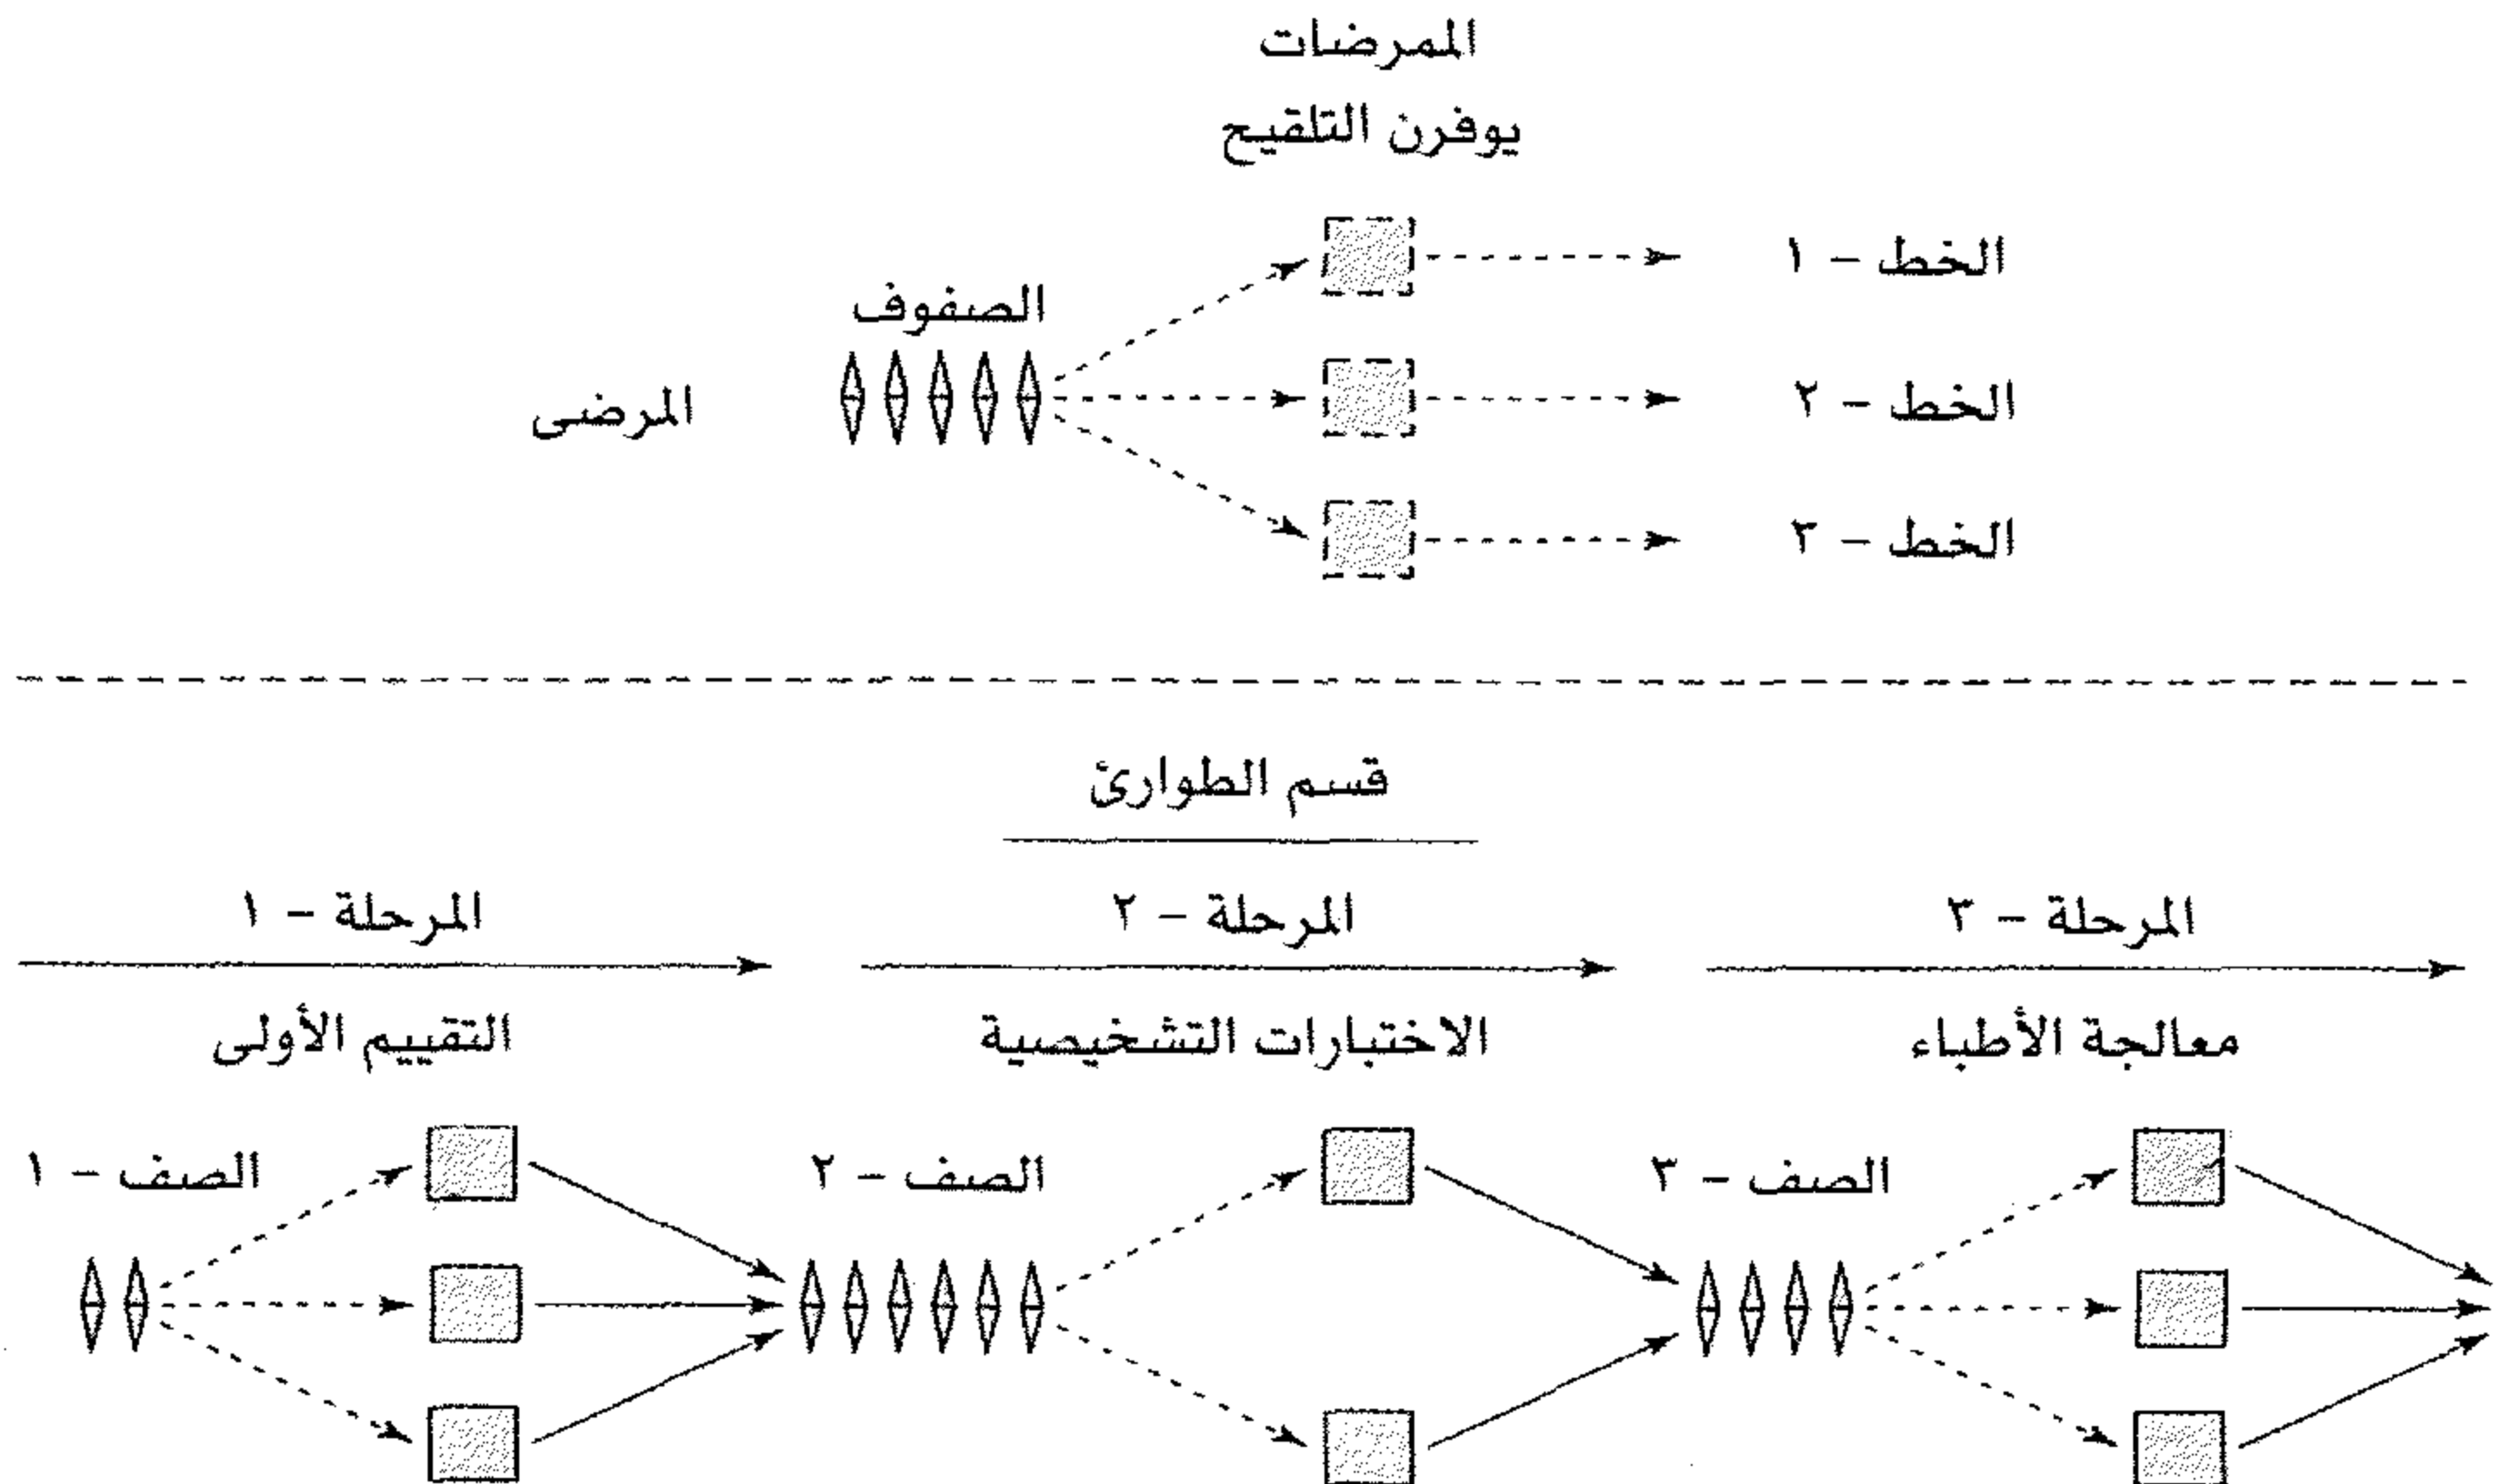 الممرضات
يوفرن التلقيح
الخط - ١
الصفوف
المرضى
الخط - ٢
الخط - ٣
قسم الطوارئ
المرحلة - ١
المرحلة - ٢
المرحلة - ٣
التقييم الأولى
الاختبارات التشخيصية
معالجة الأطباء
الصف - ١
الصف - ٢
الصف - ٣